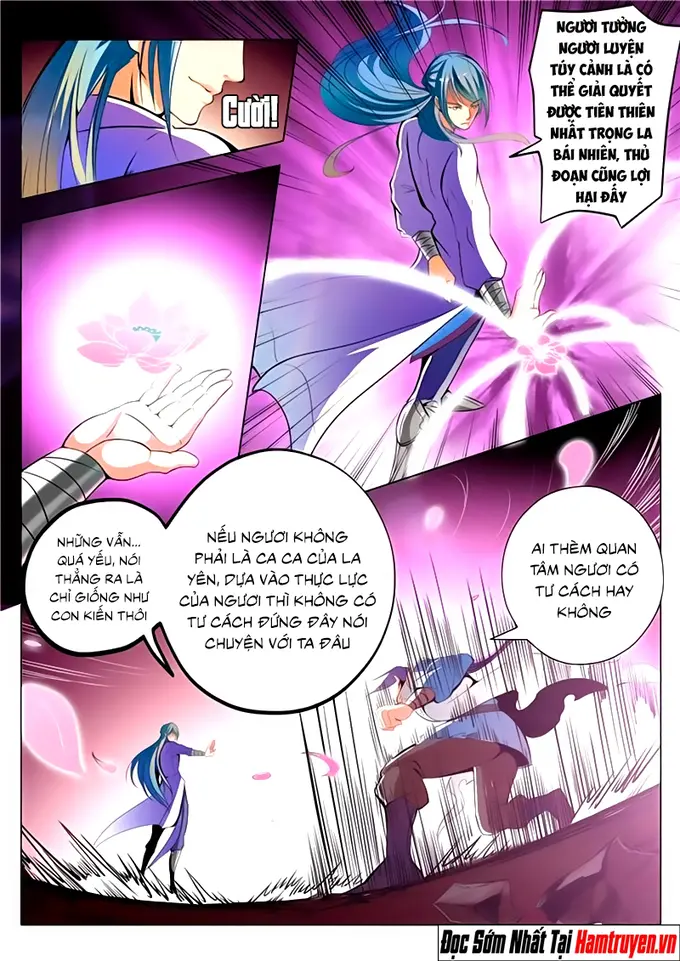 Cười!
NGƯƠI TƯỞNG
NGƯƠI LUYỆN
TÚY CẢNH LÀ CÓ
THỂ GIẢI QUYẾT
ĐƯỢC TIÊN THIÊN
NHẤT TRỌNG LA
BÁI NHIÊN, THỦ
ĐOẠN CŨNG LỢI
HẠI ĐẤY
NHỮNG VẪN...
QUÁ YẾU, NÓI
THẲNG RA LÀ
CHỈ GIỐNG NHƯ
CON KIẾN THÔI
NẾU NGƯƠI KHÔNG
PHẢI LÀ CA CA CỦA LA
YÊN, DỰA VÀO THỰC LỰC
CỦA NGƯƠI THÌ KHÔNG CÓ
TƯ CÁCH ĐỨNG ĐÂY NÓI
CHUYỆN VỚI TA ĐÂU
AI THÈM QUAN
TÂM NGƯƠI CÓ
TƯ CÁCH HAY
KHÔNG
Đọc Sớm Nhất Tại Hamtruyen.vn